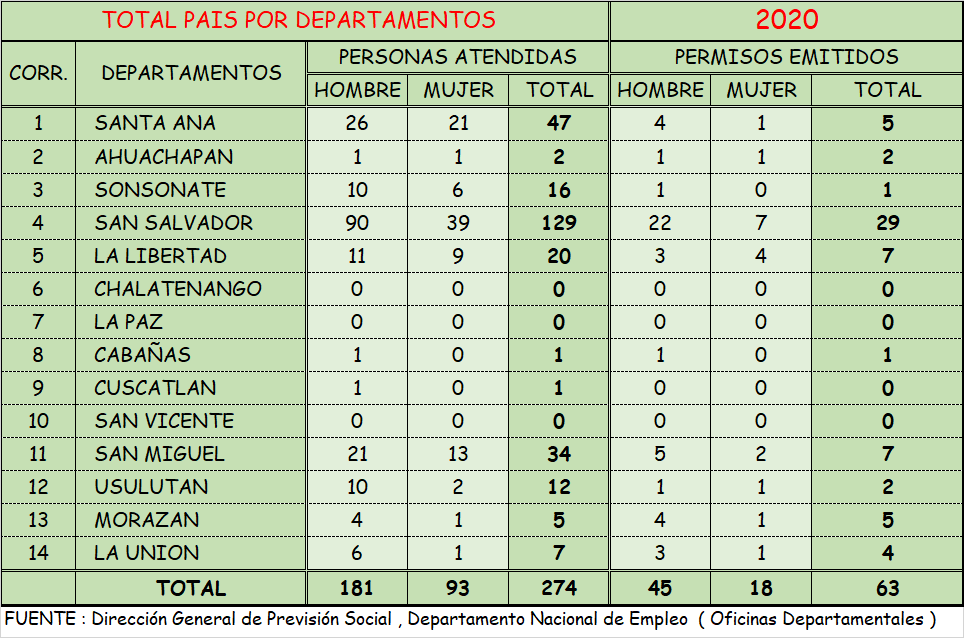 TOTAL PAIS POR DEPARTAMENTOS 2020
PERSONAS ATENDIDAS PERMISOS EMITIDOS
CORR. DEPARTAMENTOS
HOMBRE MUJER TOTAL HOMBRE MUJER TOTAL
1 SANTA ANA 26 21 47 4 1 5
2 AHUACHAPAN 1 1 2 1 1 2
3 SONSONATE 10 6 16 1 0 1
4 SAN SALVADOR 90 39 129 22 7 29
5 LA LIBERTAD 11 9 20 3 4 7
6 CHALATENANGO 0 0 0 0 0 0
7 LA PAZ 0 0 0 0 0 0
8 CABAÑAS 1 0 1 1 0 1
9 CUSCATLAN 1 0 1 0 0 0
10 SAN VICENTE 0 0 0 0 0 0
11 SAN MIGUEL 21 13 34 5 2 7
12 USULUTAN 10 2 12 1 1 2
13 MORAZAN 4 1 5 4 1 5
14 LA UNION 6 1 7 3 1 4
TOTAL 181 93 274 45 18 63
FUENTE : Dirección General de Previsión Social , Departamento Nacional de Empleo ( Oficinas Departamentales )